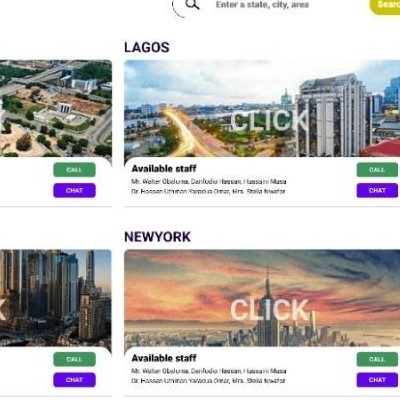 Enter a state, city, area
Searc
LAGOS
CLICK
CALL
CHAT
Available staff
Mr. Walter Obaluma, Danfodio Hassan, Hassaini Musa
Dr. Hassan Uthman Yaradua Omar, Mrs. Stella Nwafor
CALL
CHAT
NEWYORK
K
CLICK
CALL
CHAT
Available staff
Mr. Walter Obaluma, Danfodio Hassan, Hassaini Musa
Dr. Hassan Uthman Yaradua Omar, Mrs. Stella Nwafor
CALL
CHAT